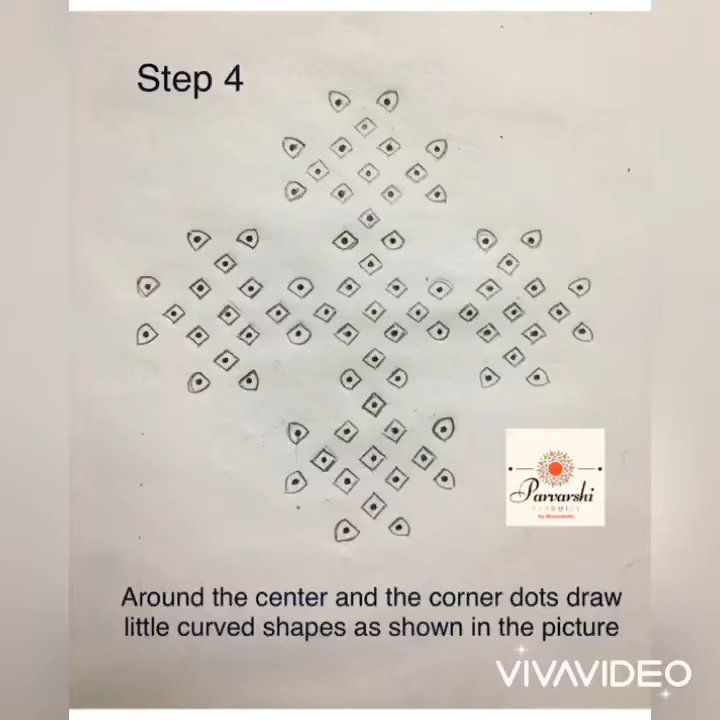 Step 4
Parvarshi
Around the center and the corner dots draw
little curved shapes as shown in the picture
VIVAVIDEO